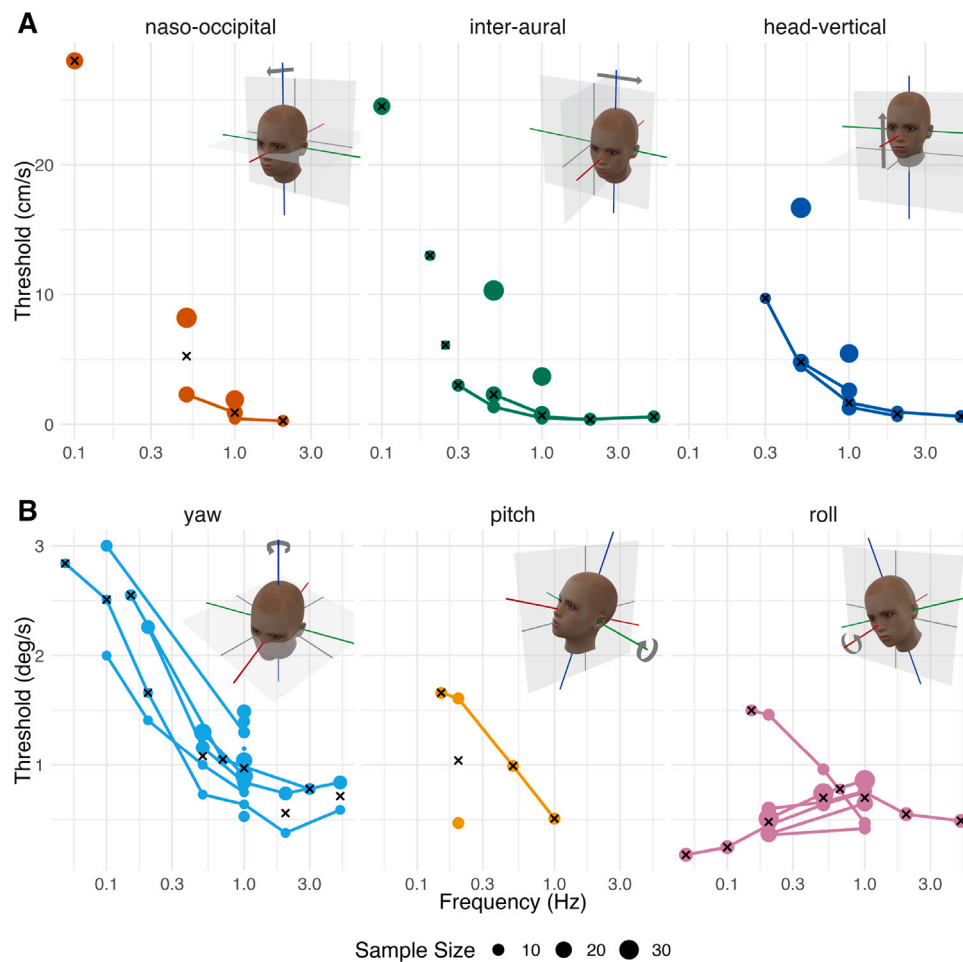 A
naso-occipital inter-aural head-vertical
Threshold (cm/s)
20
10
0
0.1 0.3 1.0 3.0 0.1 0.3 1.0 3.0 0.1 0.3 1.0 3.0
B
yaw pitch roll
Threshold (deg/s)
3
2
1
0.1 0.3 1.0 3.0 0.1 0.3 1.0 3.0 0.1 0.3 1.0 3.0
Frequency (Hz)
Sample Size 10 20 30